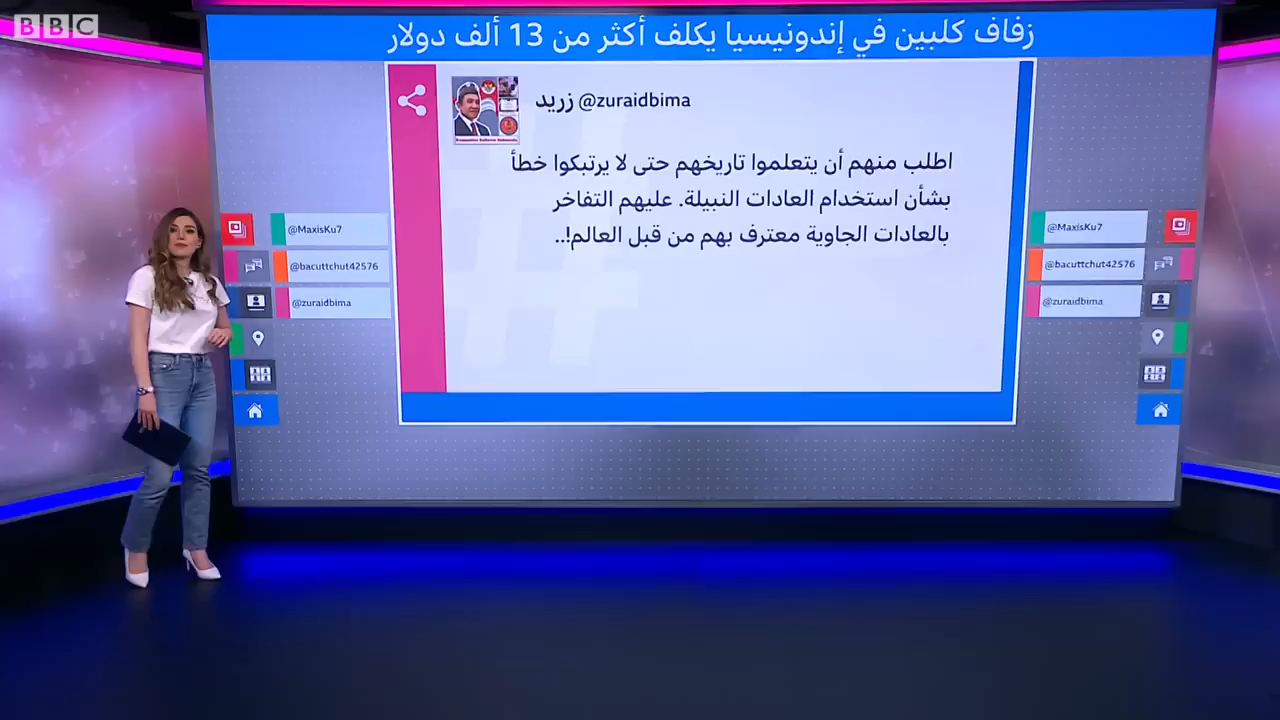 BBC
زفاف كلبين في إندونيسيا يكلف أكثر من 13 ألف دولار
زريد @zuraidbima
اطلب منهم أن يتعلموا تاريخهم حتى لا يرتبكوا خطأ
بشأن استخدام العادات النبيلة. عليهم التفاخر
بالعادات الجاوية معترف بهم من قبل العالم!..
@MaxisKu7
@bacuttchut42576
@zuraidbima
@MaxisKu7
@bacuttchut42576
@zuraidbima